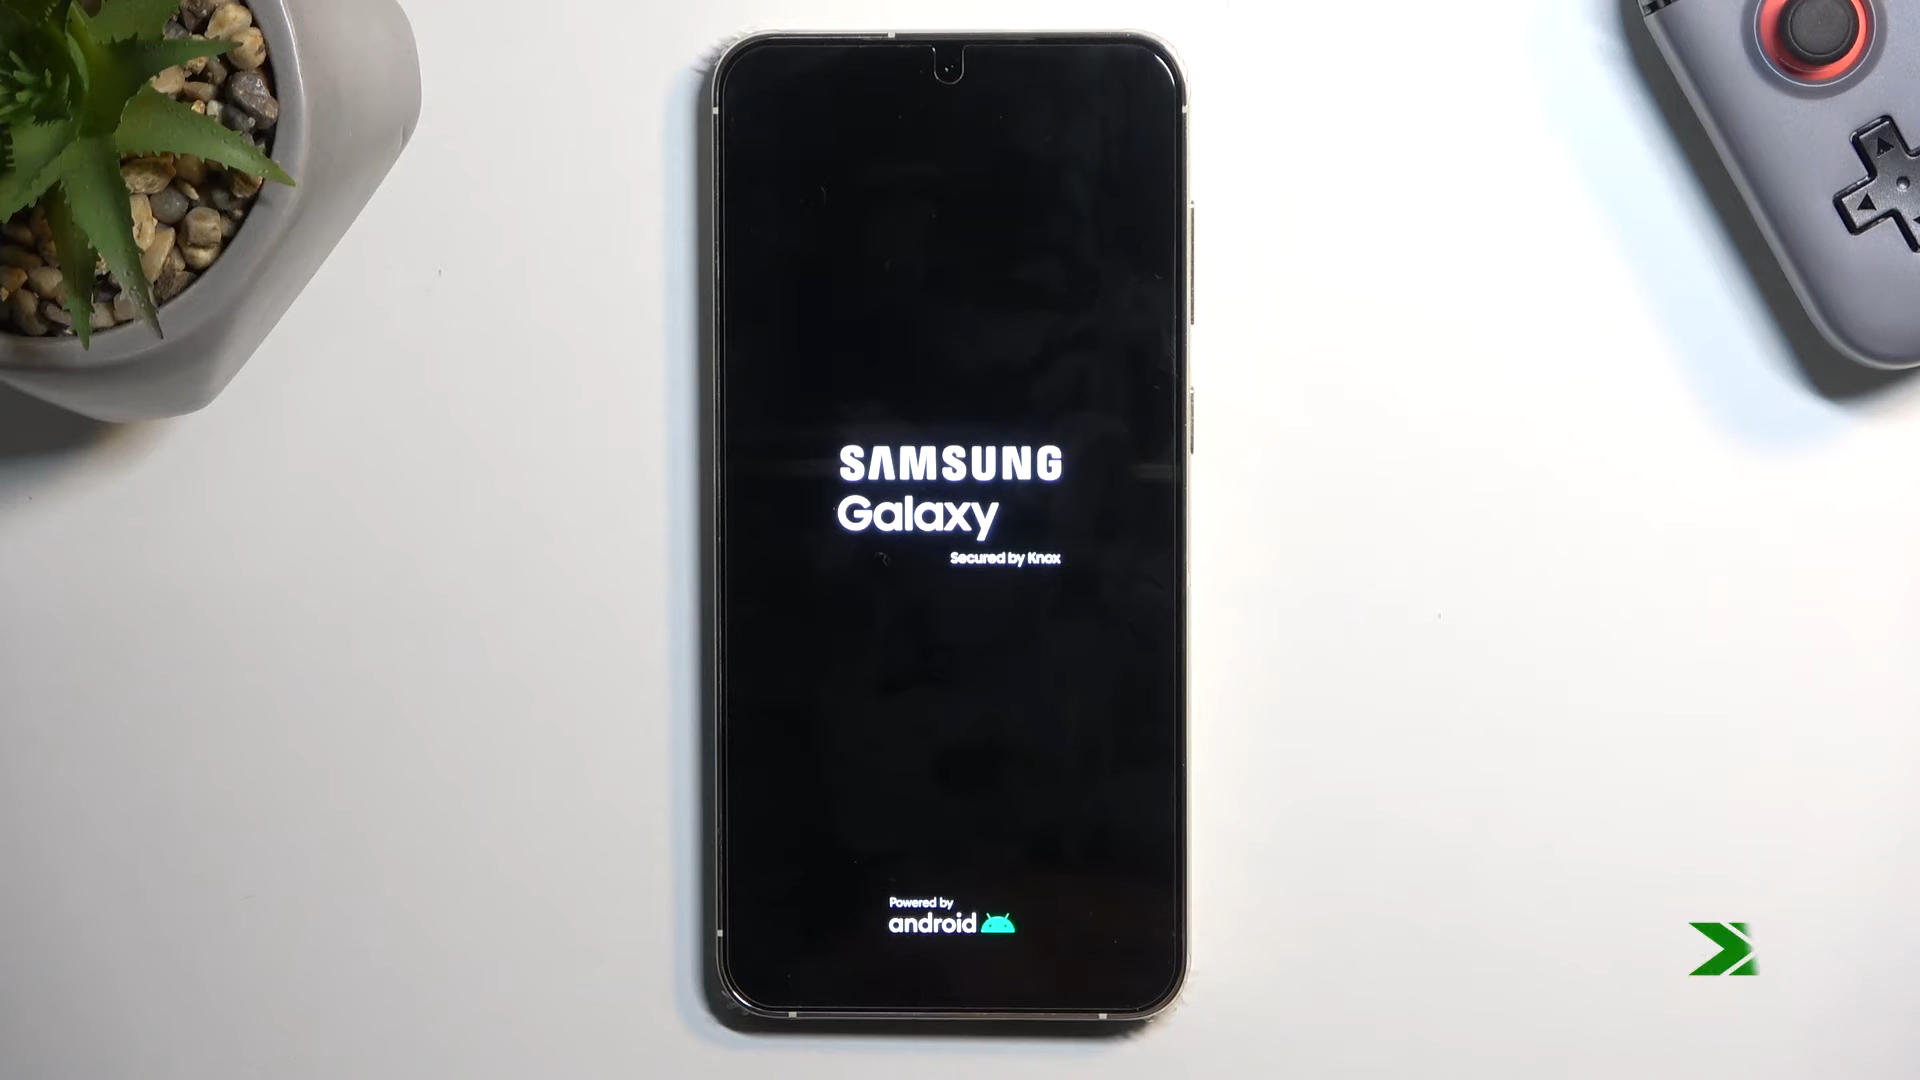 SAMSUNG
Galaxy
Secured by Knox
Powered by
android